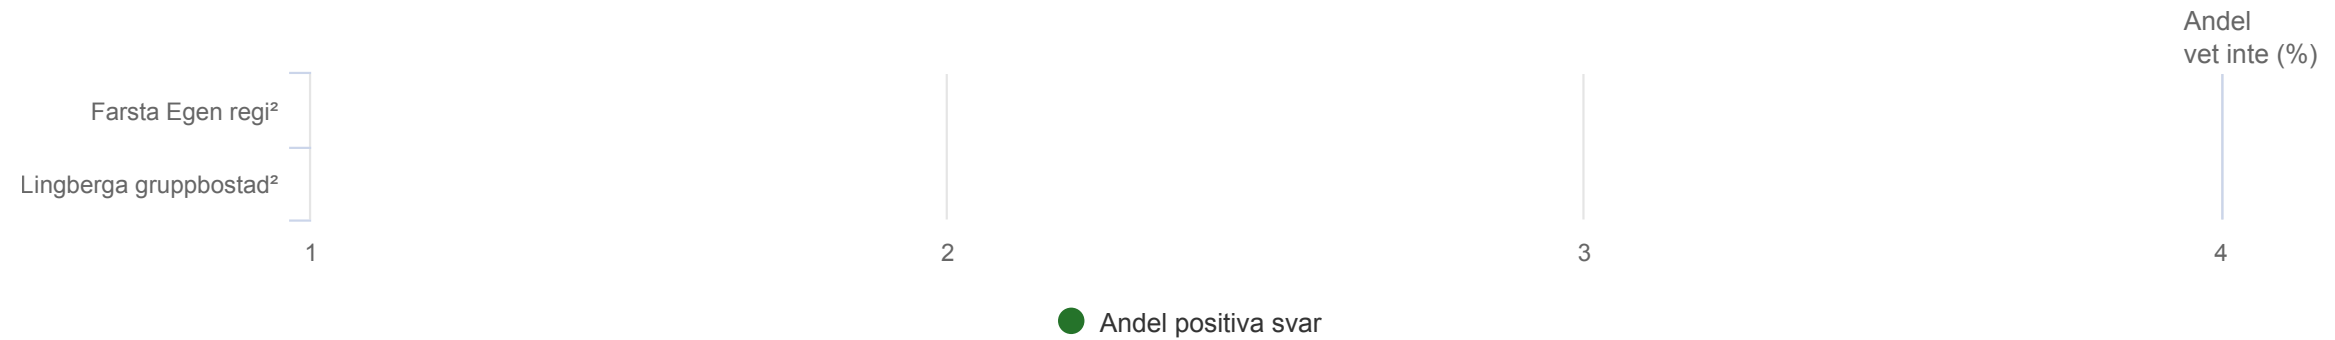 Andel
vet inte (%)
Farsta Egen regi²
Lingberga gruppbostad²
1 2 3 4
Andel positiva svar